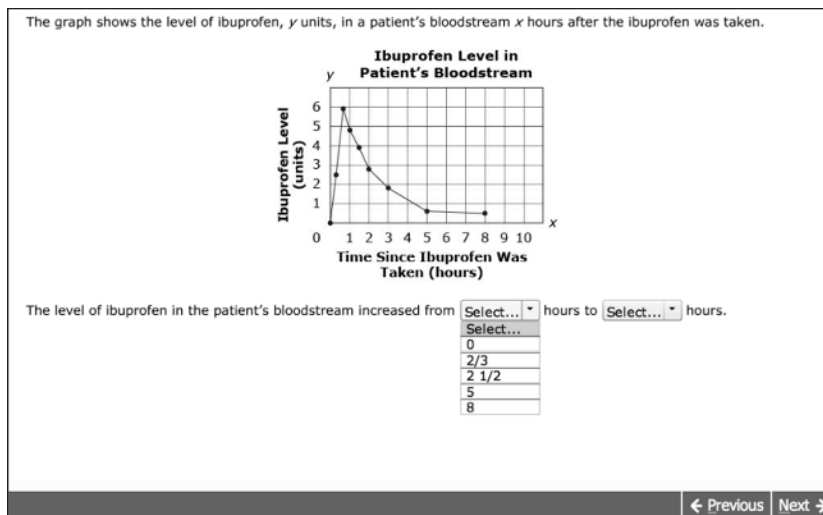 The graph shows the level of ibuprofen, y units, in a patient's bloodstream x hours after the ibuprofen was taken.
Ibuprofen Level in
Patient's Bloodstream
y
Ibuprofen Level
(units)
6
5
4
3
2
1
x
0 1 2 3 4 5 6 7 8 9 10
Time Since Ibuprofen Was
Taken (hours)
The level of ibuprofen in the patient's bloodstream increased from Select... hours to Select... hours.
Select...
0
2/3
2 1/2
5
8
Previous Next